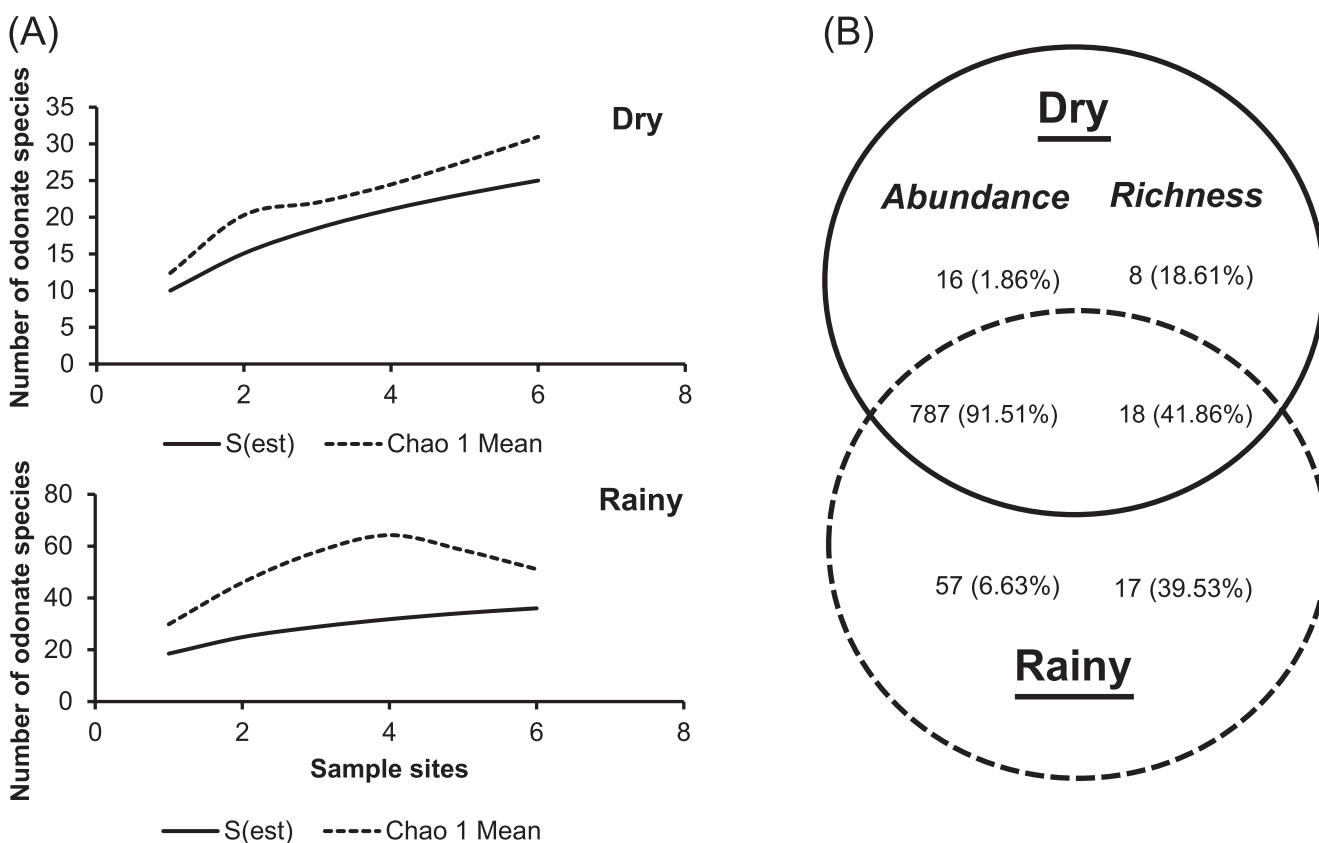 (A)
Number of odonate species
35
30
25
20
15
10
5
0
0 2 4 6 8
Dry
S(est) Chao 1 Mean
Number of odonate species
80
60
40
20
0
0 2 4 6 8
Rainy
Sample sites
S(est) Chao 1 Mean
(B)
Dry
Abundance Richness
16 (1.86%) 8 (18.61%)
787 (91.51%) 18 (41.86%)
57 (6.63%) 17 (39.53%)
Rainy